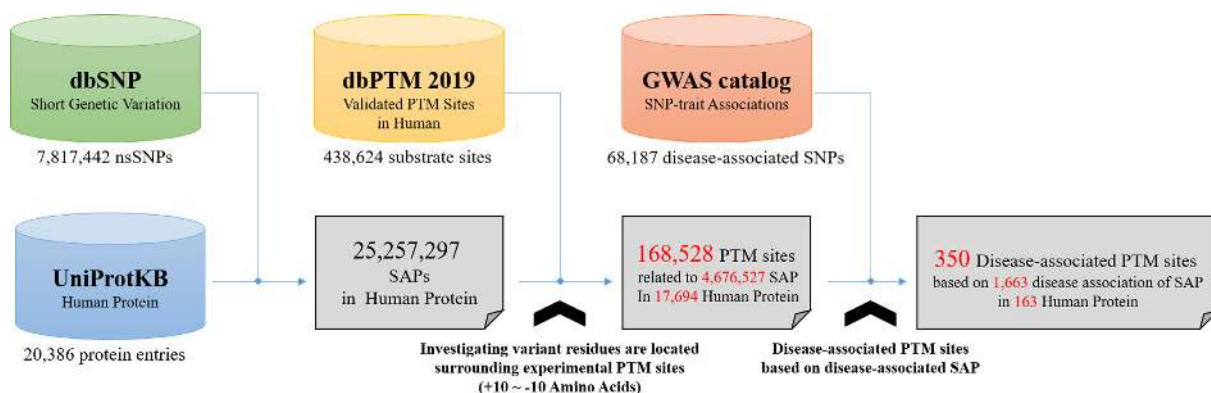 dbSNP
Short Genetic Variation
7,817,442 nsSNPs
dbPTM 2019
Validated PTM Sites
in Human
438,624 substrate sites
GWAS catalog
SNP-trait Associations
68,187 disease-associated SNPs
UniProtKB
Human Protein
20,386 protein entries
25,257,297
SAPs
in Human Protein
168,528 PTM sites
related to 4,676,527 SAP
In 17,694 Human Protein
350 Disease-associated PTM sites
based on 1,663 disease association of SAP
in 163 Human Protein
Investigating variant residues are located
surrounding experimental PTM sites
(+10 ~ -10 Amino Acids)
Disease-associated PTM sites
based on disease-associated SAP